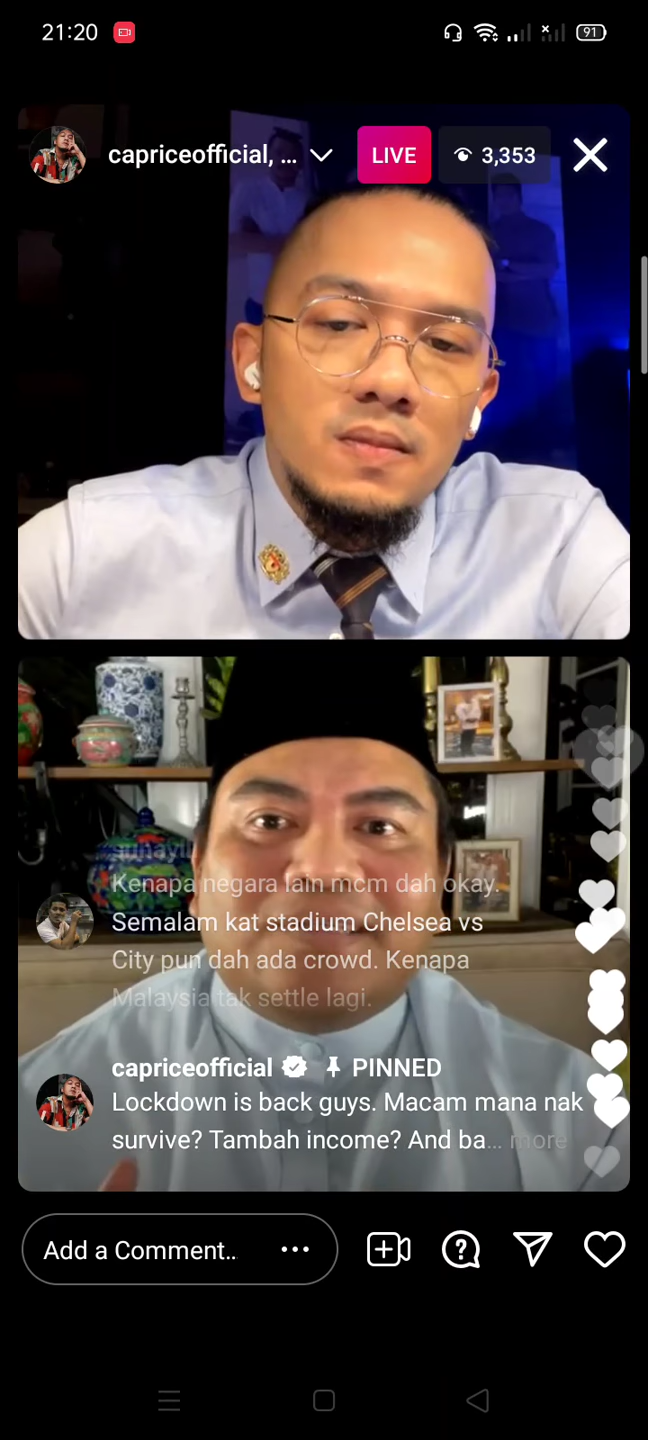 21:20
91
capriceofficial, ...
LIVE
3,353
suhayli
Kenapa negara lain mcm dah okay.
Semalam kat stadium Chelsea vs
City pun dah ada crowd. Kenapa
Malaysia tak settle lagi.
capriceofficial PINNED
Lockdown is back guys. Macam mana nak
survive? Tambah income? And ba... more
Add a Comment..